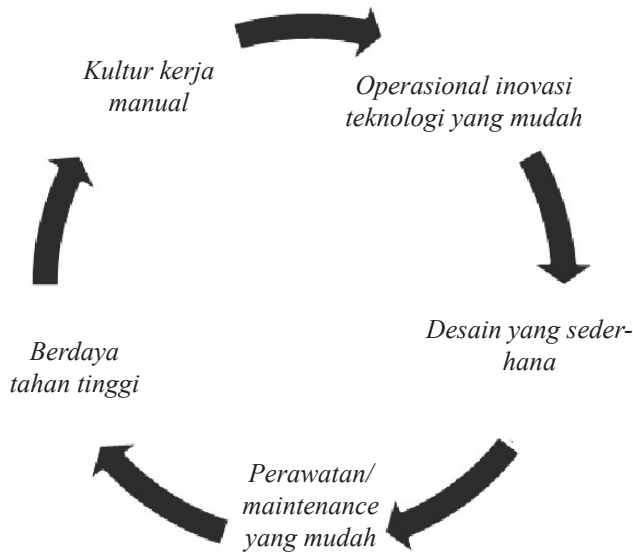 Kultur kerja
manual
Operasional inovasi
teknologi yang mudah
Desain yang seder-
hana
Perawatan/
maintenance
yang mudah
Berdaya
tahan tinggi